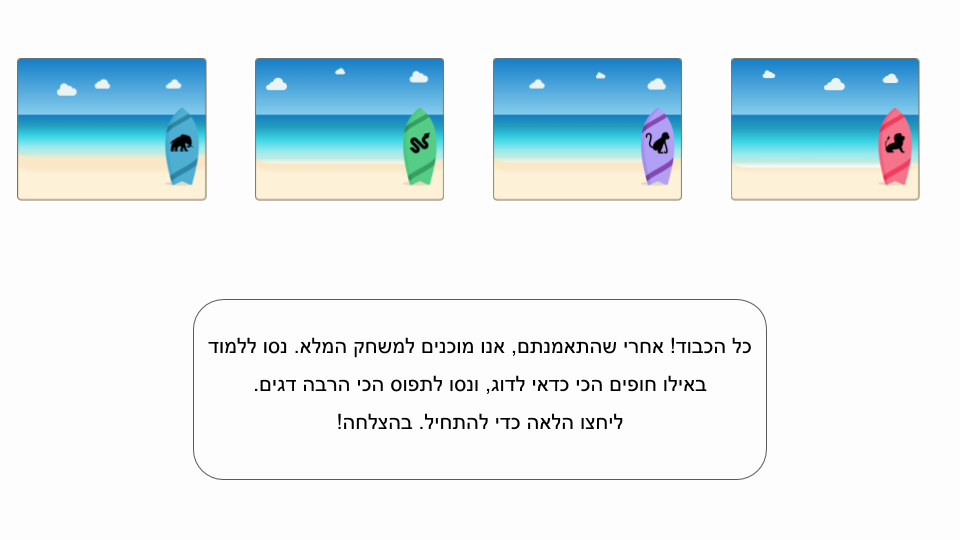 כל הכבוד! אחרי שהתאמנתם, אנו מוכנים למשחק המלא. נסו ללמוד
באילו חופים הכי כדאי לדוג, ונסו לתפוס הכי הרבה דגים.
ליחצו הלאה כדי להתחיל. בהצלחה!